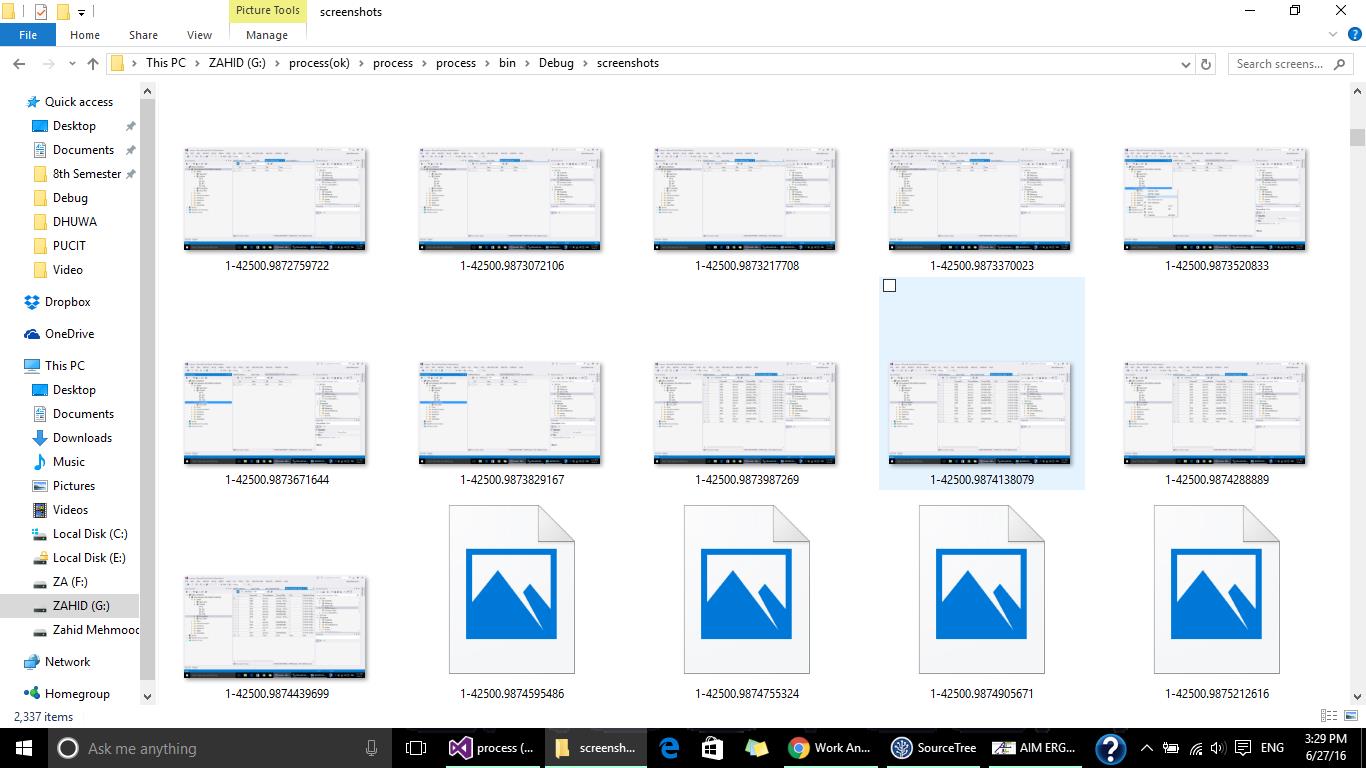 Picture Tools
screenshots
File
Home
Share
View
Manage
This PC
ZAHID (G:)
process(ok)
process
process
bin
Debug
screenshots
Search screens...
Quick access
Desktop
Documents
8th Semester
Debug
DHUWA
PUCIT
Video
Dropbox
OneDrive
This PC
Desktop
Documents
Downloads
Music
Pictures
Videos
Local Disk (C:)
Local Disk (E:)
ZA (F:)
ZAHID (G:)
Zahid Mehmood
Network
Homegroup
1-42500.9872759722
1-42500.9873072106
1-42500.9873217708
1-42500.9873370023
1-42500.9873520833
1-42500.9873671644
1-42500.9873829167
1-42500.9873987269
1-42500.9874138079
1-42500.9874288889
1-42500.9874439699
1-42500.9874595486
1-42500.9874755324
1-42500.9874905671
1-42500.9875212616
2,337 items
Ask me anything
process (...
screensh...
Work An...
SourceTree
AIM ERG...
ENG
3:29 PM
6/27/16